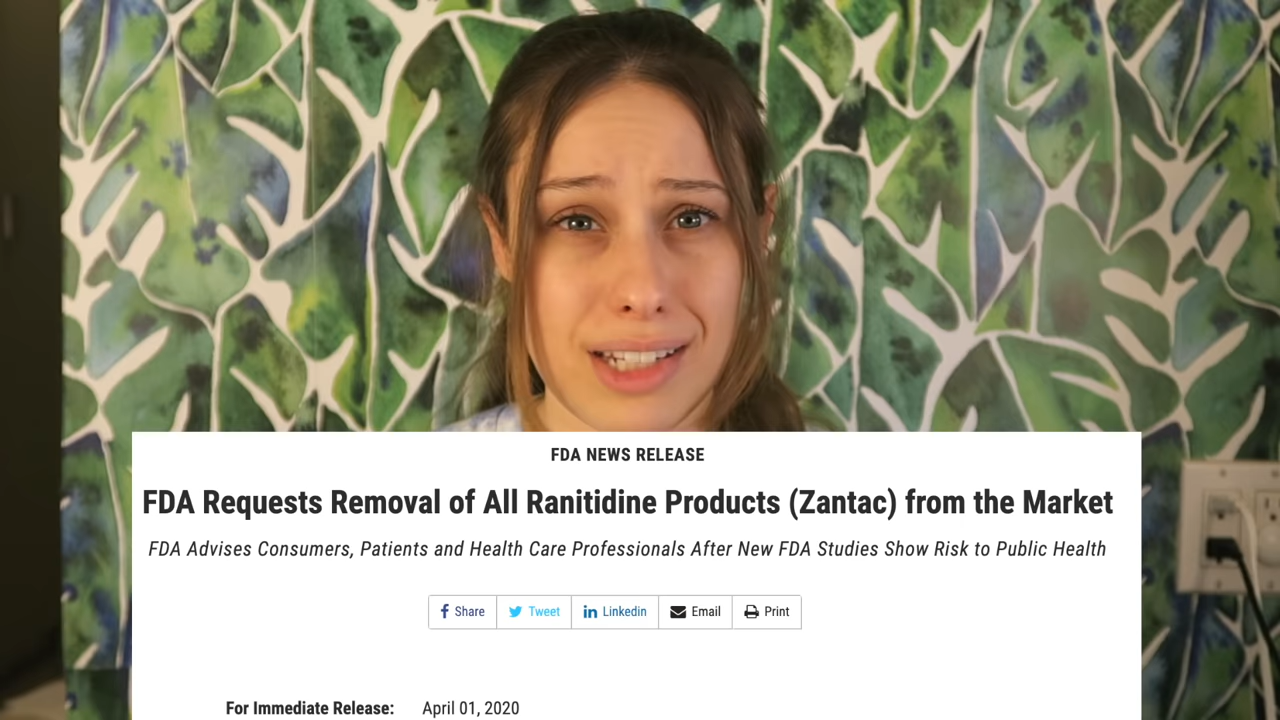 FDA NEWS RELEASE
FDA Requests Removal of All Ranitidine Products (Zantac) from the Market
FDA Advises Consumers, Patients and Health Care Professionals After New FDA Studies Show Risk to Public Health
Share Tweet Linkedin Email Print
For Immediate Release: April 01, 2020